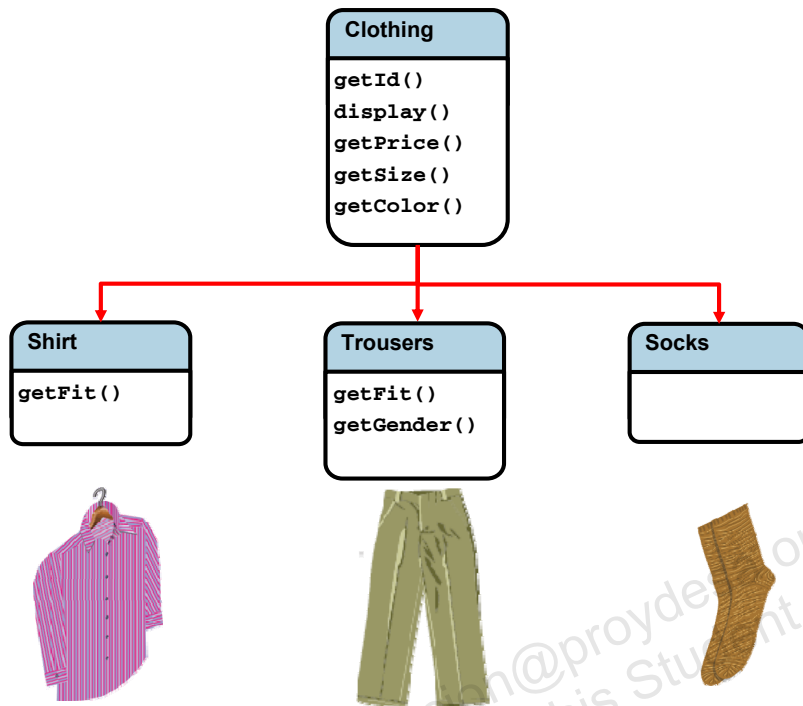 Clothing
getId()
display()
getPrice()
getSize()
getColor()
Shirt
getFit()
Trousers
getFit()
getGender()
Socks